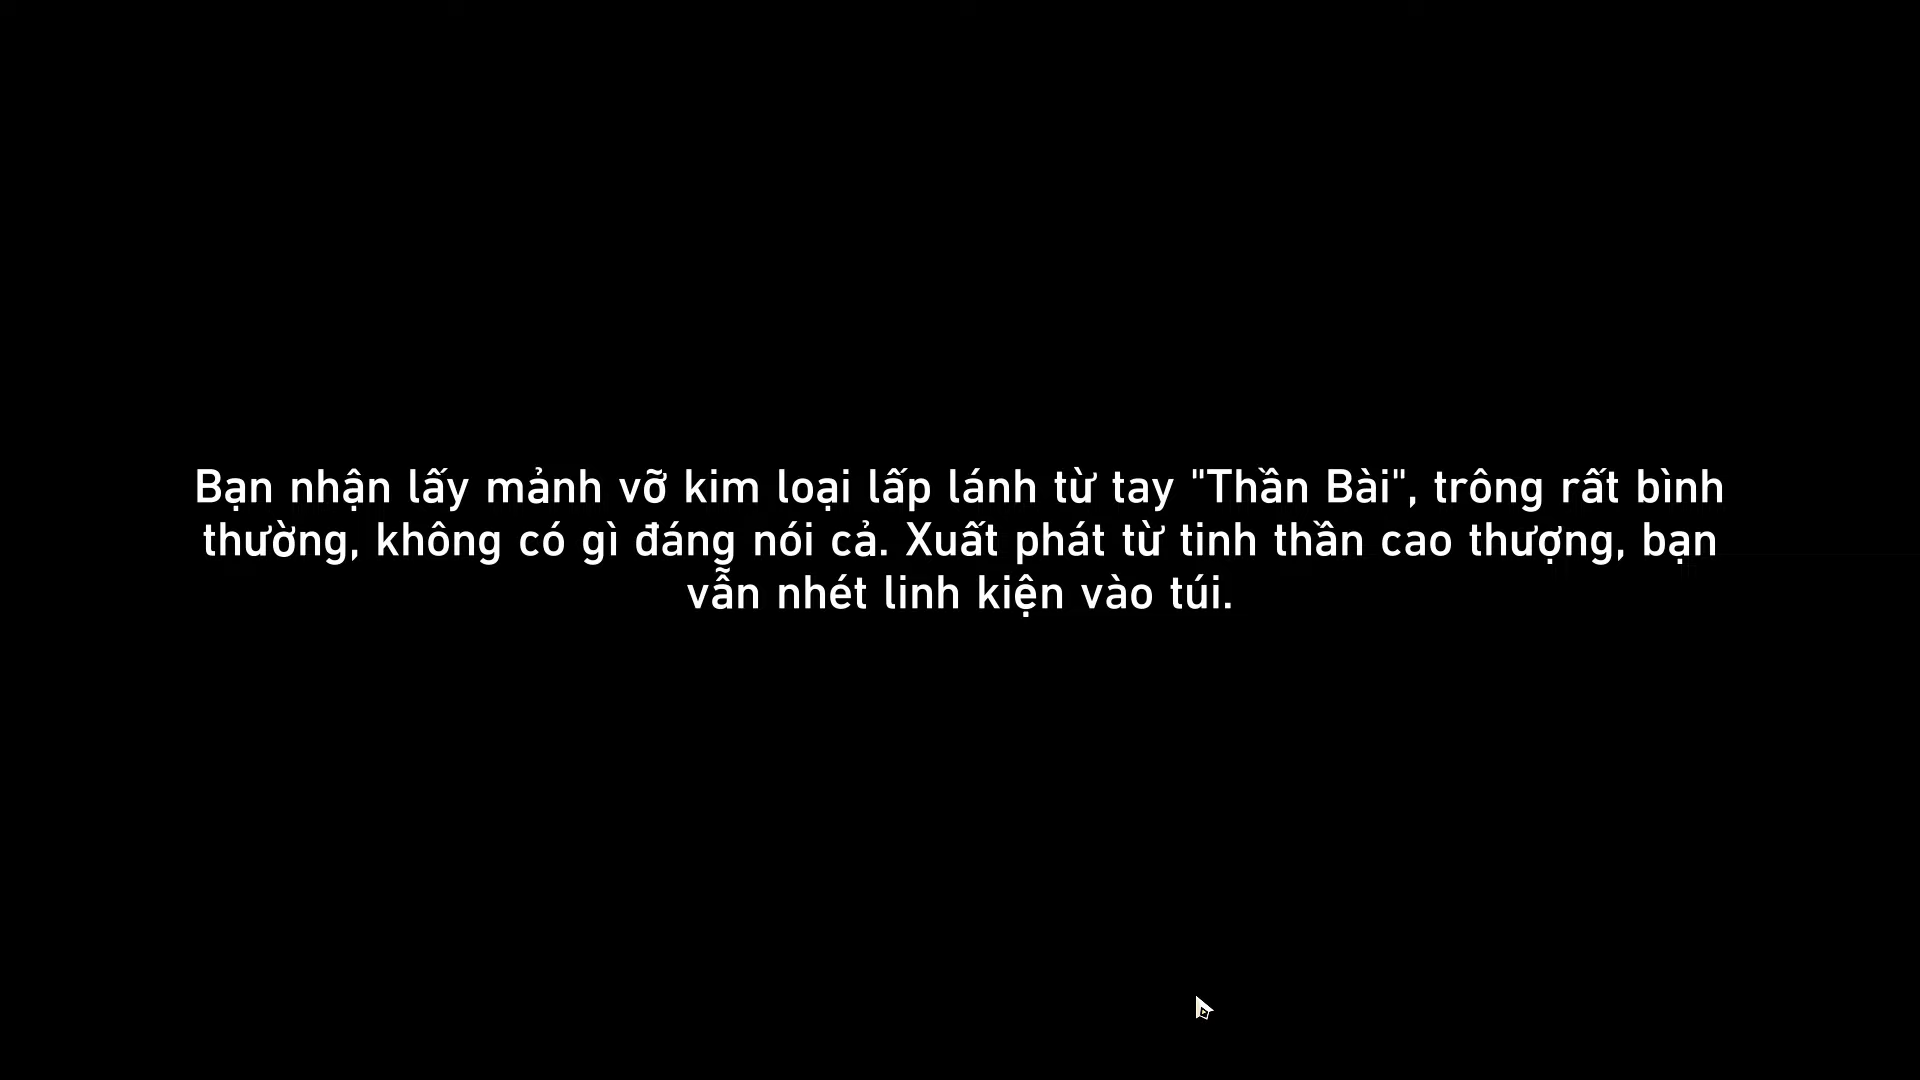 Bạn nhận lấy mảnh vỡ kim loại lấp lánh từ tay "Thần Bài", trông rất bình
thường, không có gì đáng nói cả. Xuất phát từ tinh thần cao thượng, bạn
vẫn nhét linh kiện vào túi.